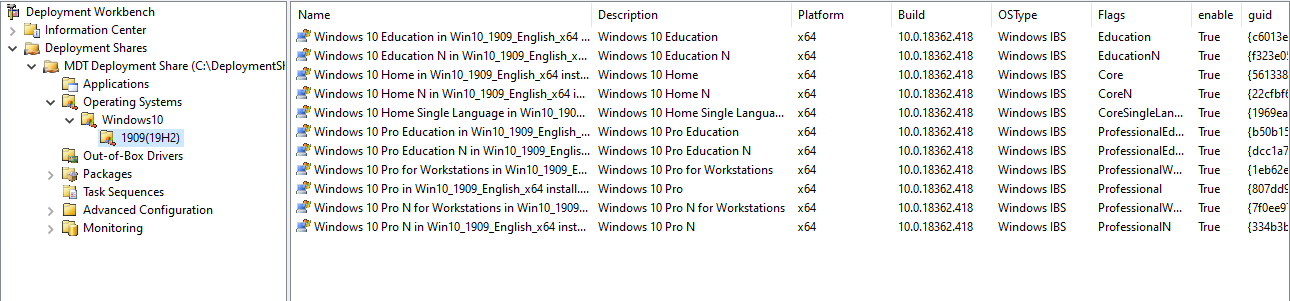 Deployment Workbench
Information Center
Deployment Shares
MDT Deployment Share (C:\DeploymentSh
Applications
Operating Systems
Windows10
1909(19H2)
Out-of-Box Drivers
Packages
Task Sequences
Advanced Configuration
Monitoring
Name Description Platform Build OSType Flags enable guid
Windows 10 Education in Win10_1909_English_x64 ... Windows 10 Education x64 10.0.18362.418 Windows IBS Education True {c6013e
Windows 10 Education N in Win10_1909_English_x6... Windows 10 Education N x64 10.0.18362.418 Windows IBS EducationN True {f323e05
Windows 10 Home in Win10_1909_English_x64 inst... Windows 10 Home x64 10.0.18362.418 Windows IBS Core True {561338
Windows 10 Home N in Win10_1909_English_x64 in... Windows 10 Home N x64 10.0.18362.418 Windows IBS CoreN True {22cfbf6
Windows 10 Home Single Language in Win10_190... Windows 10 Home Single Langua... x64 10.0.18362.418 Windows IBS CoreSingleLan... True {1969ea
Windows 10 Pro Education in Win10_1909_English_... Windows 10 Pro Education x64 10.0.18362.418 Windows IBS ProfessionalEd... True {b50b15
Windows 10 Pro Education N in Win10_1909_Englis... Windows 10 Pro Education N x64 10.0.18362.418 Windows IBS ProfessionalEd... True {dcc1a7
Windows 10 Pro for Workstations in Win10_1909_E... Windows 10 Pro for Workstations x64 10.0.18362.418 Windows IBS ProfessionalW... True {1eb62e
Windows 10 Pro in Win10_1909_English_x64 install.... Windows 10 Pro x64 10.0.18362.418 Windows IBS Professional True {807dd9
Windows 10 Pro N for Workstations in Win10_1909... Windows 10 Pro N for Workstations x64 10.0.18362.418 Windows IBS ProfessionalW... True {7f0ee97
Windows 10 Pro N in Win10_1909_English_x64 inst... Windows 10 Pro N x64 10.0.18362.418 Windows IBS ProfessionalN True {334b3b